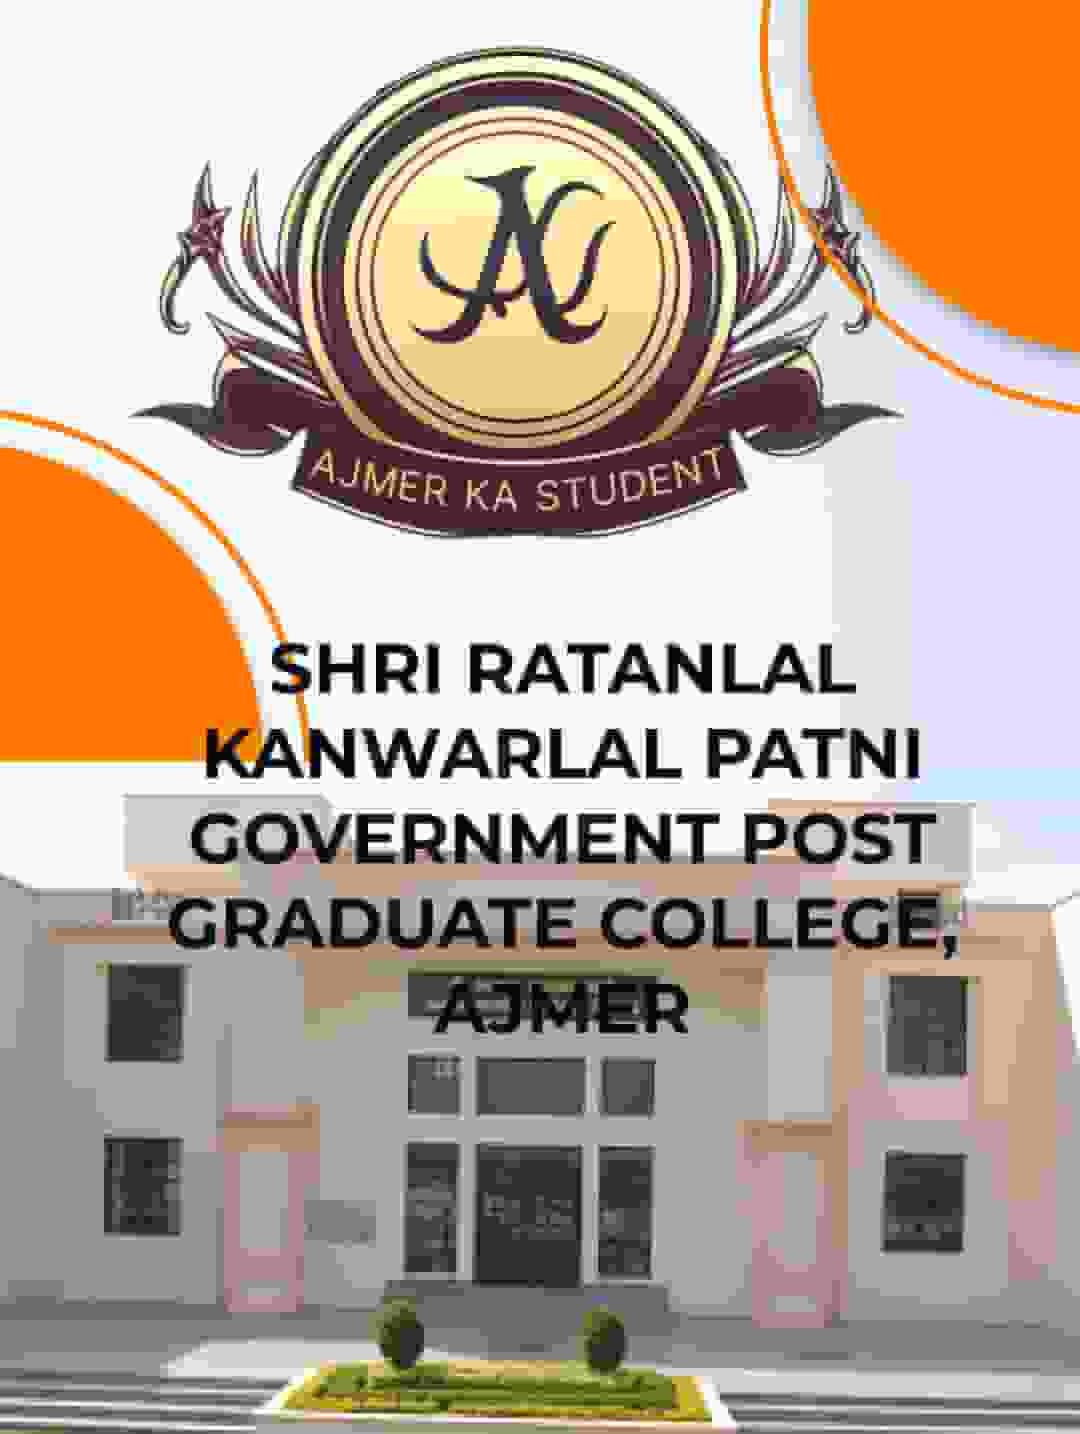 AJMER KA STUDENT
SHRI RATANLAL
KANWARLAL PATNI
GOVERNMENT POST
GRADUATE COLLEGE,
AJMER